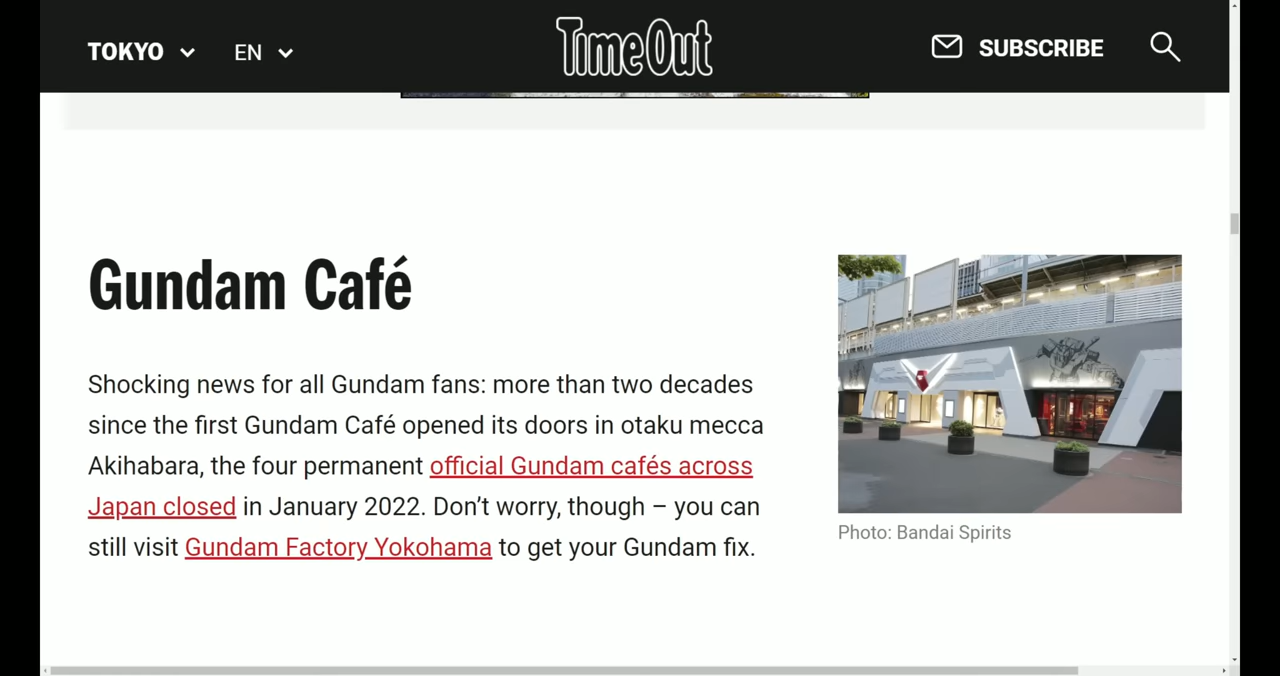 TOKYO EN TimeOut SUBSCRIBE
Gundam Café
Shocking news for all Gundam fans: more than two decades
since the first Gundam Café opened its doors in otaku mecca
Akihabara, the four permanent official Gundam cafés across
Japan closed in January 2022. Don’t worry, though – you can
still visit Gundam Factory Yokohama to get your Gundam fix.
Photo: Bandai Spirits